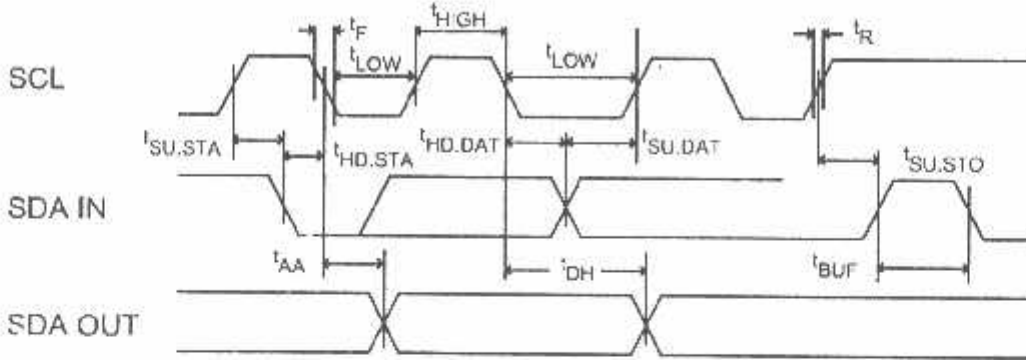 tF
tHIGH
tR
SCL
tLOW
tLOW
tSU.STA
tHD.STA
tHD.DAT
tSU.DAT
tSU.STO
SDA IN
tAA
tDH
tBUF
SDA OUT